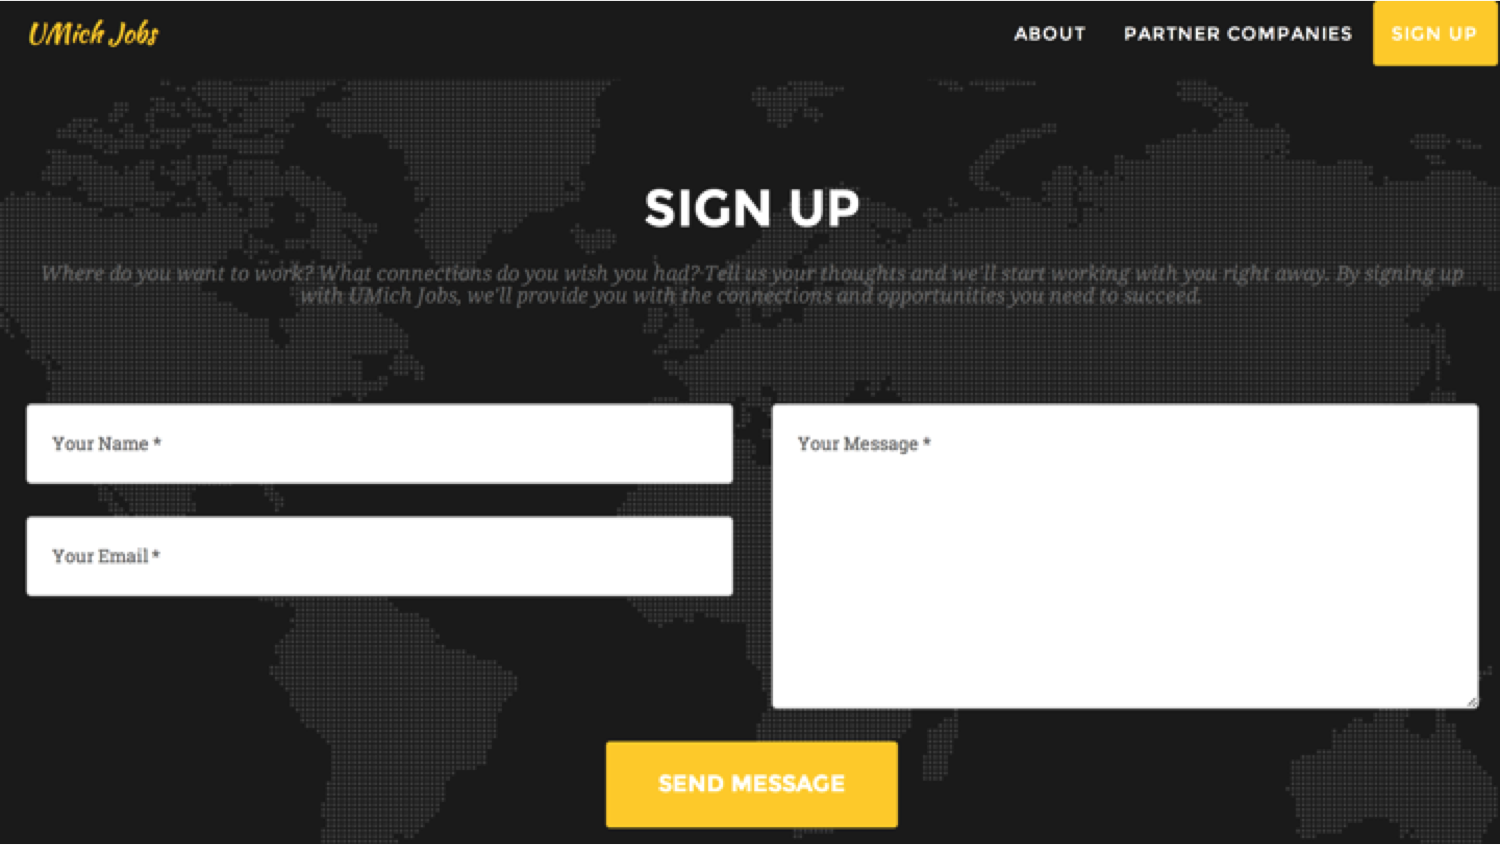 UMich Jobs
ABOUT PARTNER COMPANIES SIGN UP
SIGN UP
Where do you want to work? What connections do you wish you had? Tell us your thoughts and we'll start working with you right away. By signing up
with UMich Jobs, we'll provide you with the connections and opportunities you need to succeed.
Your Name *
Your Message *
Your Email *
SEND MESSAGE